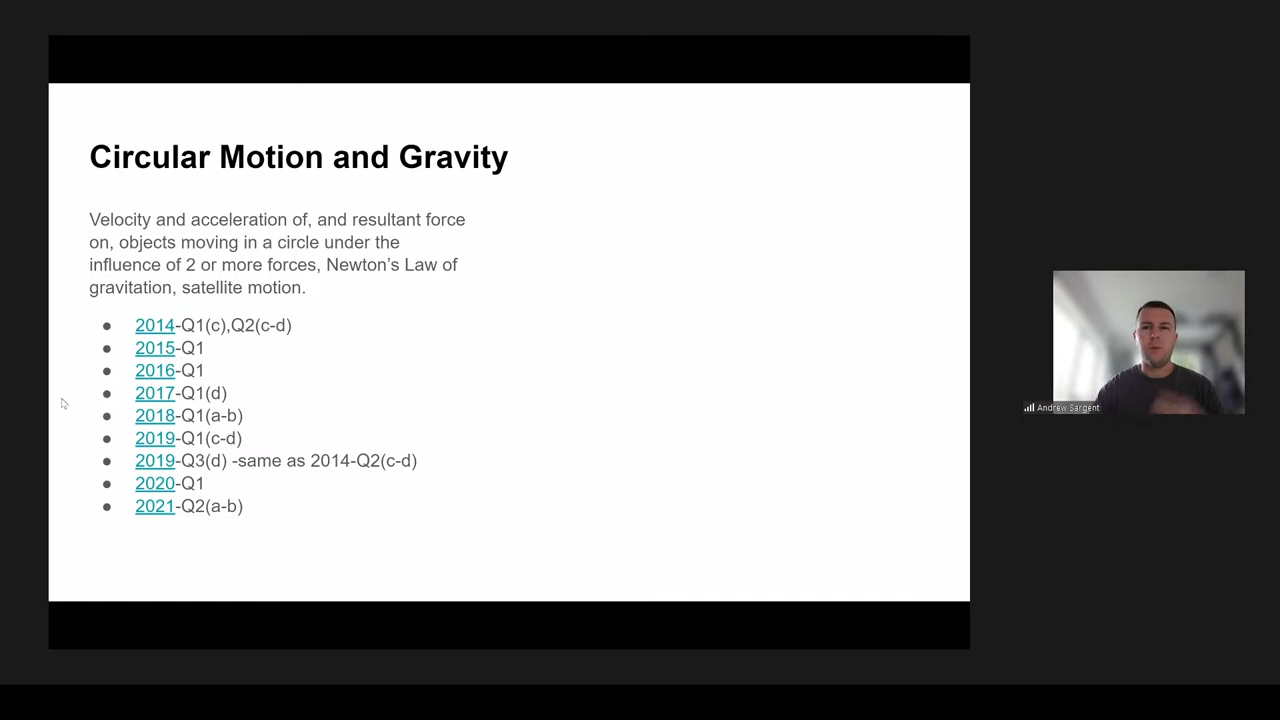 Circular Motion and Gravity
Velocity and acceleration of, and resultant force
on, objects moving in a circle under the
influence of 2 or more forces, Newton’s Law of
gravitation, satellite motion.
● 2014-Q1(c),Q2(c-d)
● 2015-Q1
● 2016-Q1
● 2017-Q1(d)
● 2018-Q1(a-b)
● 2019-Q1(c-d)
● 2019-Q3(d) -same as 2014-Q2(c-d)
● 2020-Q1
● 2021-Q2(a-b)
Andrew Sargent